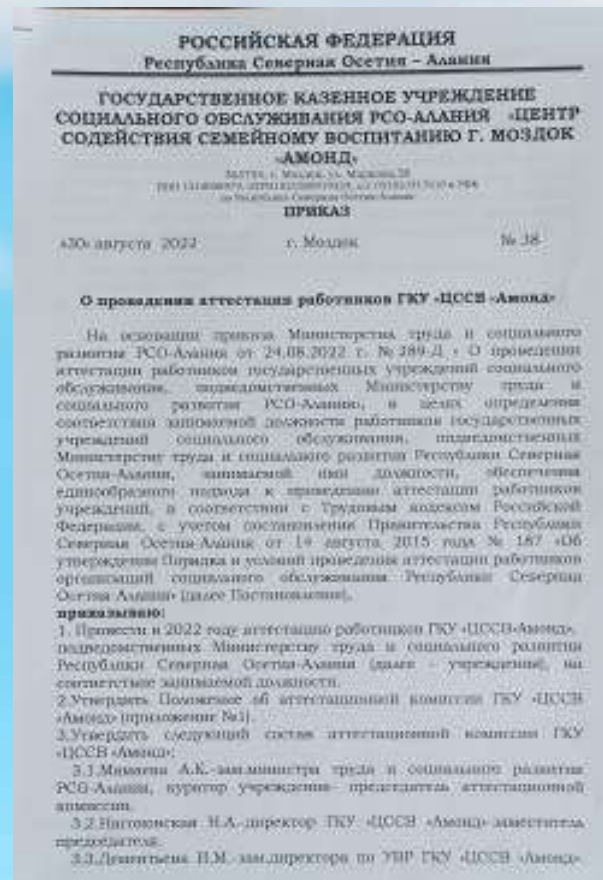 РОССИЙСКАЯ ФЕДЕРАЦИЯ
Республика Северная Осетия – Алания
ГОСУДАРСТВЕННОЕ КАЗЕННОЕ УЧРЕЖДЕНИЕ
СОЦИАЛЬНОГО ОБСЛУЖИВАНИЯ РСО-АЛАНИЯ «ЦЕНТР
СОДЕЙСТВИЯ СЕМЕЙНОМУ ВОСПИТАНИЮ Г. МОЗДОК
«АМОНД»
ПРИКАЗ
«30» августа 2022 г. Моздок № 38-
О проведении аттестации работников ГКУ «ЦССВ «Амонд»
На основании приказа Министерства труда и социального
развития РСО-Алания от 24.08.2022 г. № 289-Д « О проведении
аттестации работников государственных учреждений социального
обслуживания, подведомственных Министерству труда и
социального развития РСО-Алания», в целях определения
соответствия занимаемой должности работников государственных
учреждений социального обслуживания, подведомственных
Министерству труда и социального развития Республики Северная
Осетия-Алания, занимаемой ими должности, обеспечения
единообразного подхода к проведению аттестации работников
учреждений, в соответствии с Трудовым кодексом Российской
Федерации, с учетом постановления Правительства Республики
Северная Осетия-Алания от 14 августа 2015 года № 187 «Об
утверждении Порядка и условий проведения аттестации работников
организаций социального обслуживания Республики Северная
Осетия-Алания» (далее Постановление),
приказываю:
1. Провести в 2022 году аттестацию работников ГКУ «ЦССВ«Амонд»,
подведомственных Министерству труда и социального развития
Республики Северная Осетия-Алания (далее – учреждения), на
соответствие занимаемой должности.
2.Утвердить Положение об аттестационной комиссии ГКУ «ЦССВ
«Амонд» (приложение №1).
3.Утвердить следующий состав аттестационной комиссии ГКУ
«ЦССВ «Амонд»:
3.1. А.К.-зам.министра труда и социального развития
РСО-Алания, куратор учреждения- председатель аттестационной
комиссии.
3.2. Н.А.-директор ГКУ «ЦССВ «Амонд» заместитель
председателя.
3.3.Дементьева Н.М.-зам.директора по УВР ГКУ «ЦССВ «Амонд»